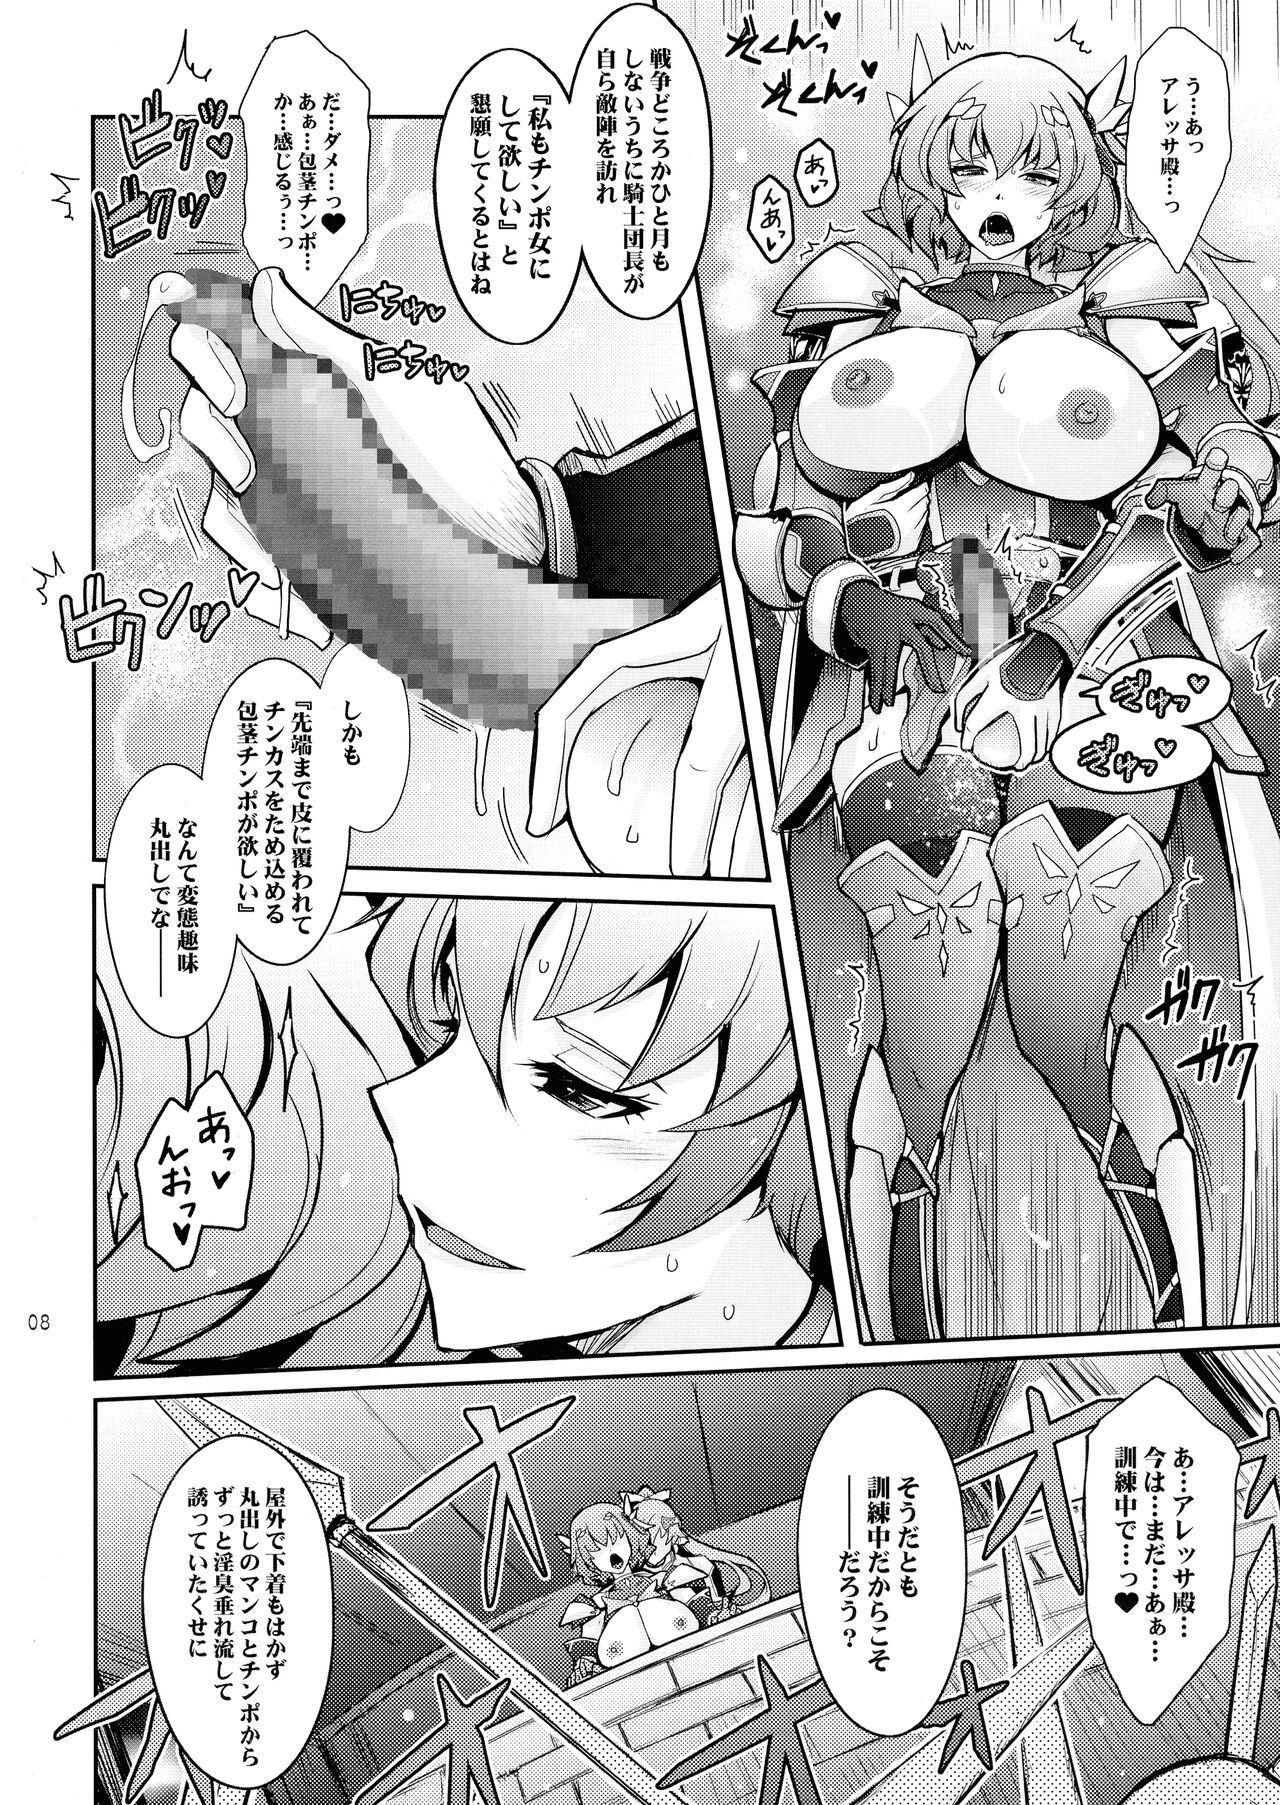 う…あっ
アレッサ殿…っ
ぞくんっ
ぞくんっ
あっ
んあっ
ぎゅっ
ぎゅっ
ガク
ガク
戦争どころかひと月も
しないうちに騎士団長が
自ら敵陣を訪れ
『私もチンポ女に
して欲しい』と
懇願してくるとはね
だ…ダメ…っ♥
あぁ…包茎チンポ…
か…感じるぅ…っ
ビクッ
ビクッ
にちゅ
にちゅ
ビクンッ
しかも
『先端まで皮に覆われて
チンカスをため込める
包茎チンポが欲しい』
なんて変態趣味
丸出しでな――
あっ
んおっ
あ…アレッサ殿…
今は…まだ…あぁ…
訓練中で…っ♥
そうだとも
訓練中だからこそ
――だろう?
屋外で下着もはかず
丸出しのマンコとチンポから
ずっと淫臭垂れ流して
誘っていたくせに
キ
キ
キ
キ
08